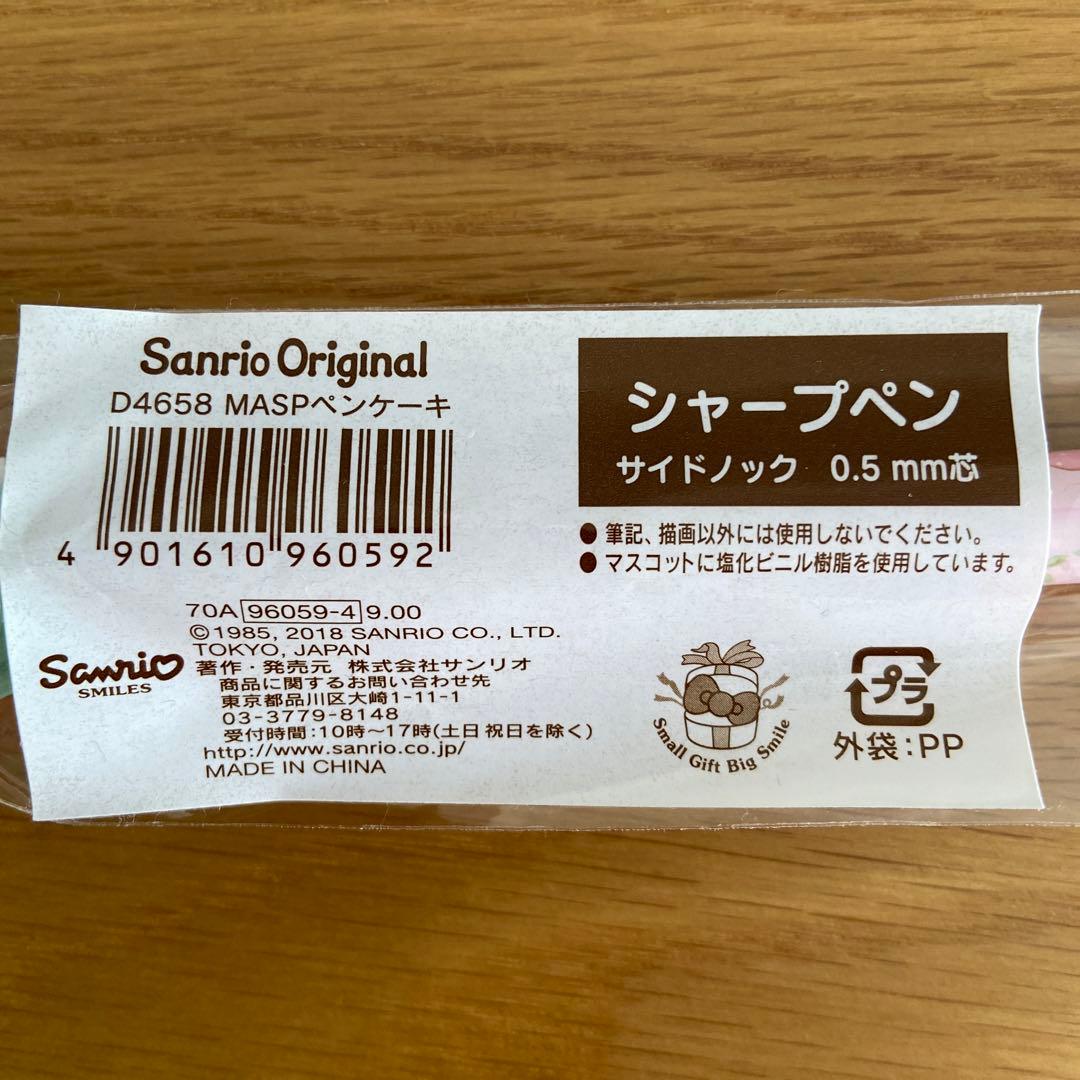 Sanrio Original
D4658 MASPペンケーキ
4 901610 960592
シャープペン
サイドノック 0.5 mm芯
● 筆記、描画以外には使用しないでください。
● マスコットに塩化ビニル樹脂を使用しています。
70A 96059-4 9.00
©1985, 2018 SANRIO CO., LTD.
TOKYO, JAPAN
Sanrio
SMILES
著作・発売元 株式会社サンリオ
商品に関するお問い合わせ先
東京都品川区大崎1-11-1
03-3779-8148
受付時間:10時〜17時(土日 祝日を除く)
http://www.sanrio.co.jp/
MADE IN CHINA
Small Gift Big Smile
プラ
外袋:PP